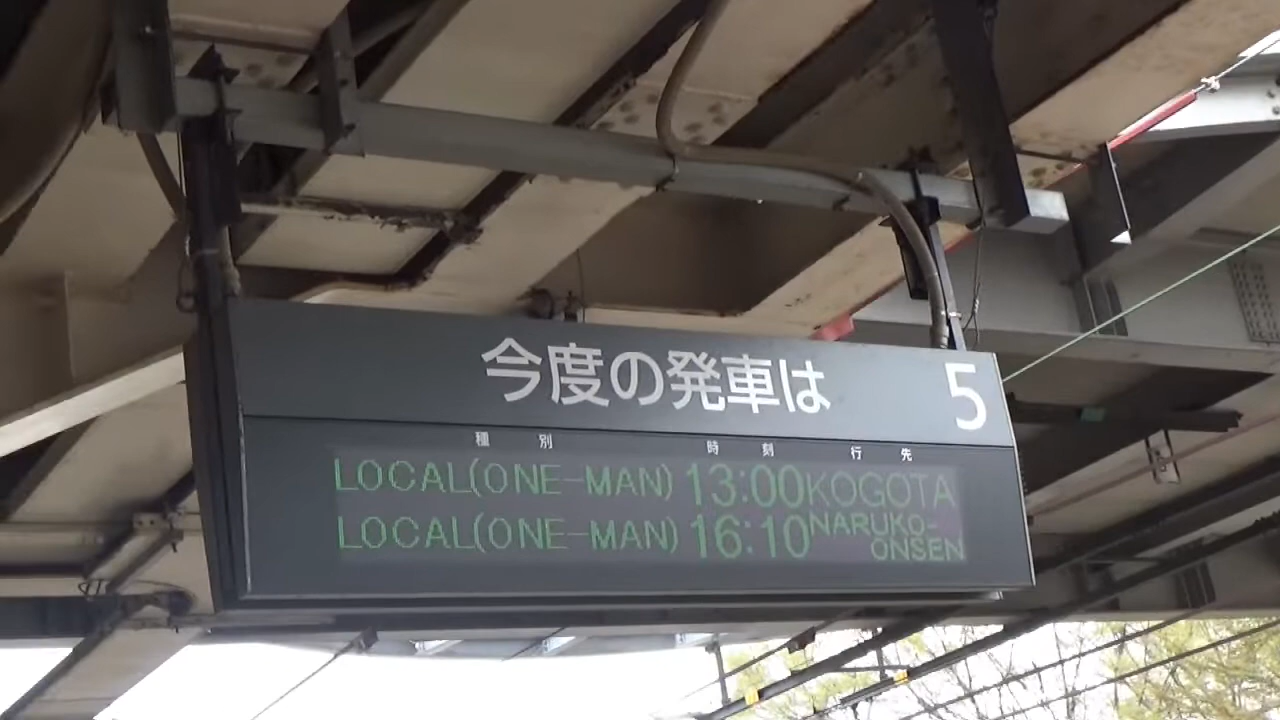 今度の発車は 5
種別 時刻 行先
LOCAL(ONE-MAN) 13:00 KOGOTA
LOCAL(ONE-MAN) 16:10 NARUKO-
ONSEN